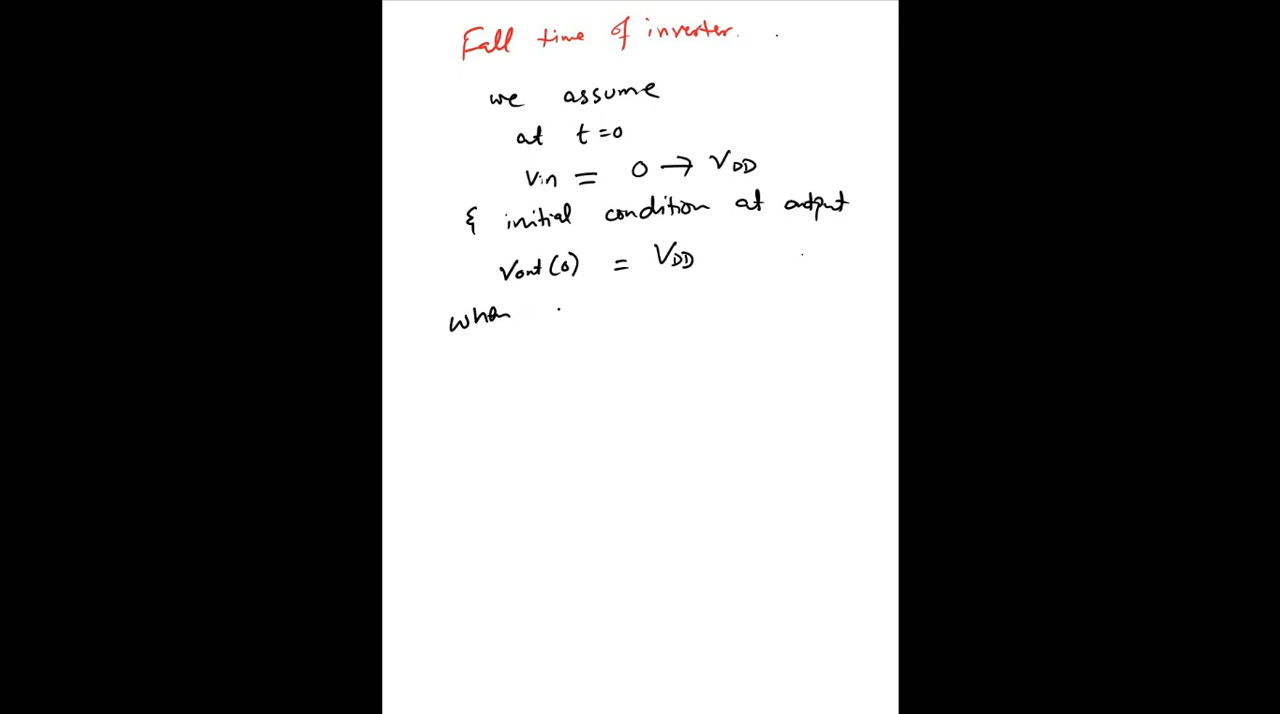 Fall time of inverter.
we assume
at t=0
Vin = 0 → VDD
& initial condition at output
Vout(0) = VDD
when